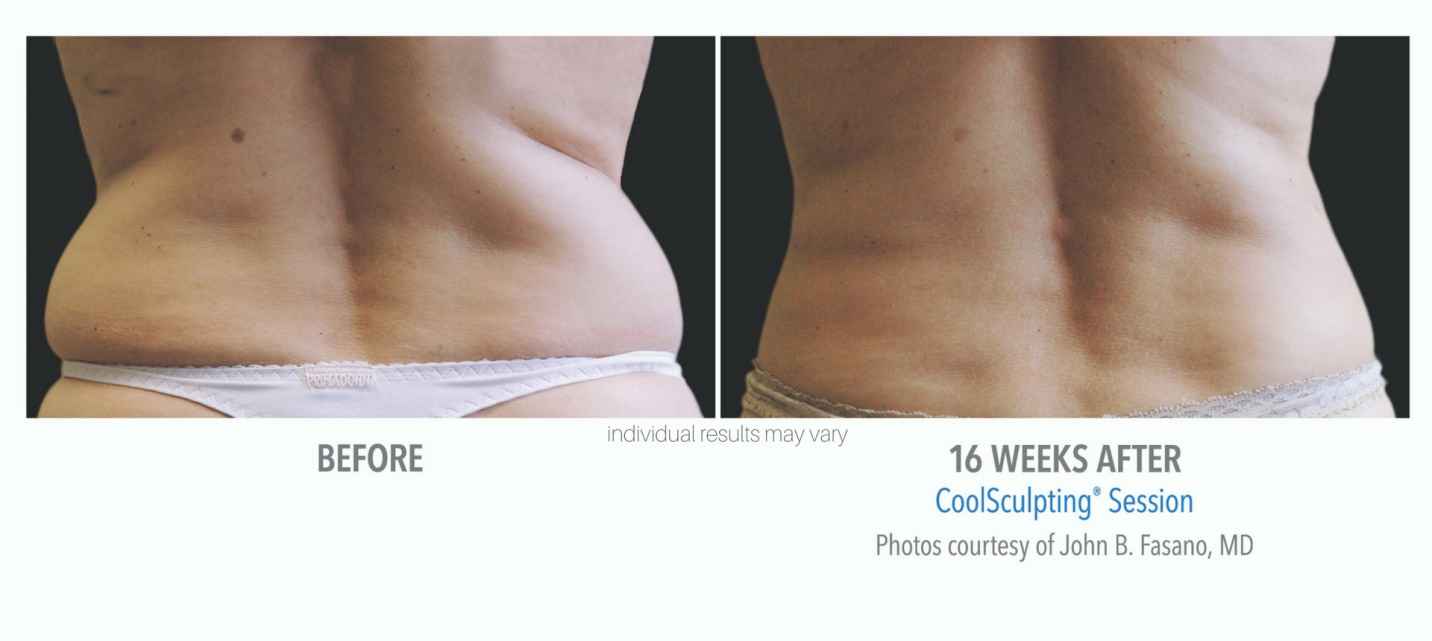 PRIMADONNA
individual results may vary
BEFORE
16 WEEKS AFTER
CoolSculpting® Session
Photos courtesy of John B. Fasano, MD